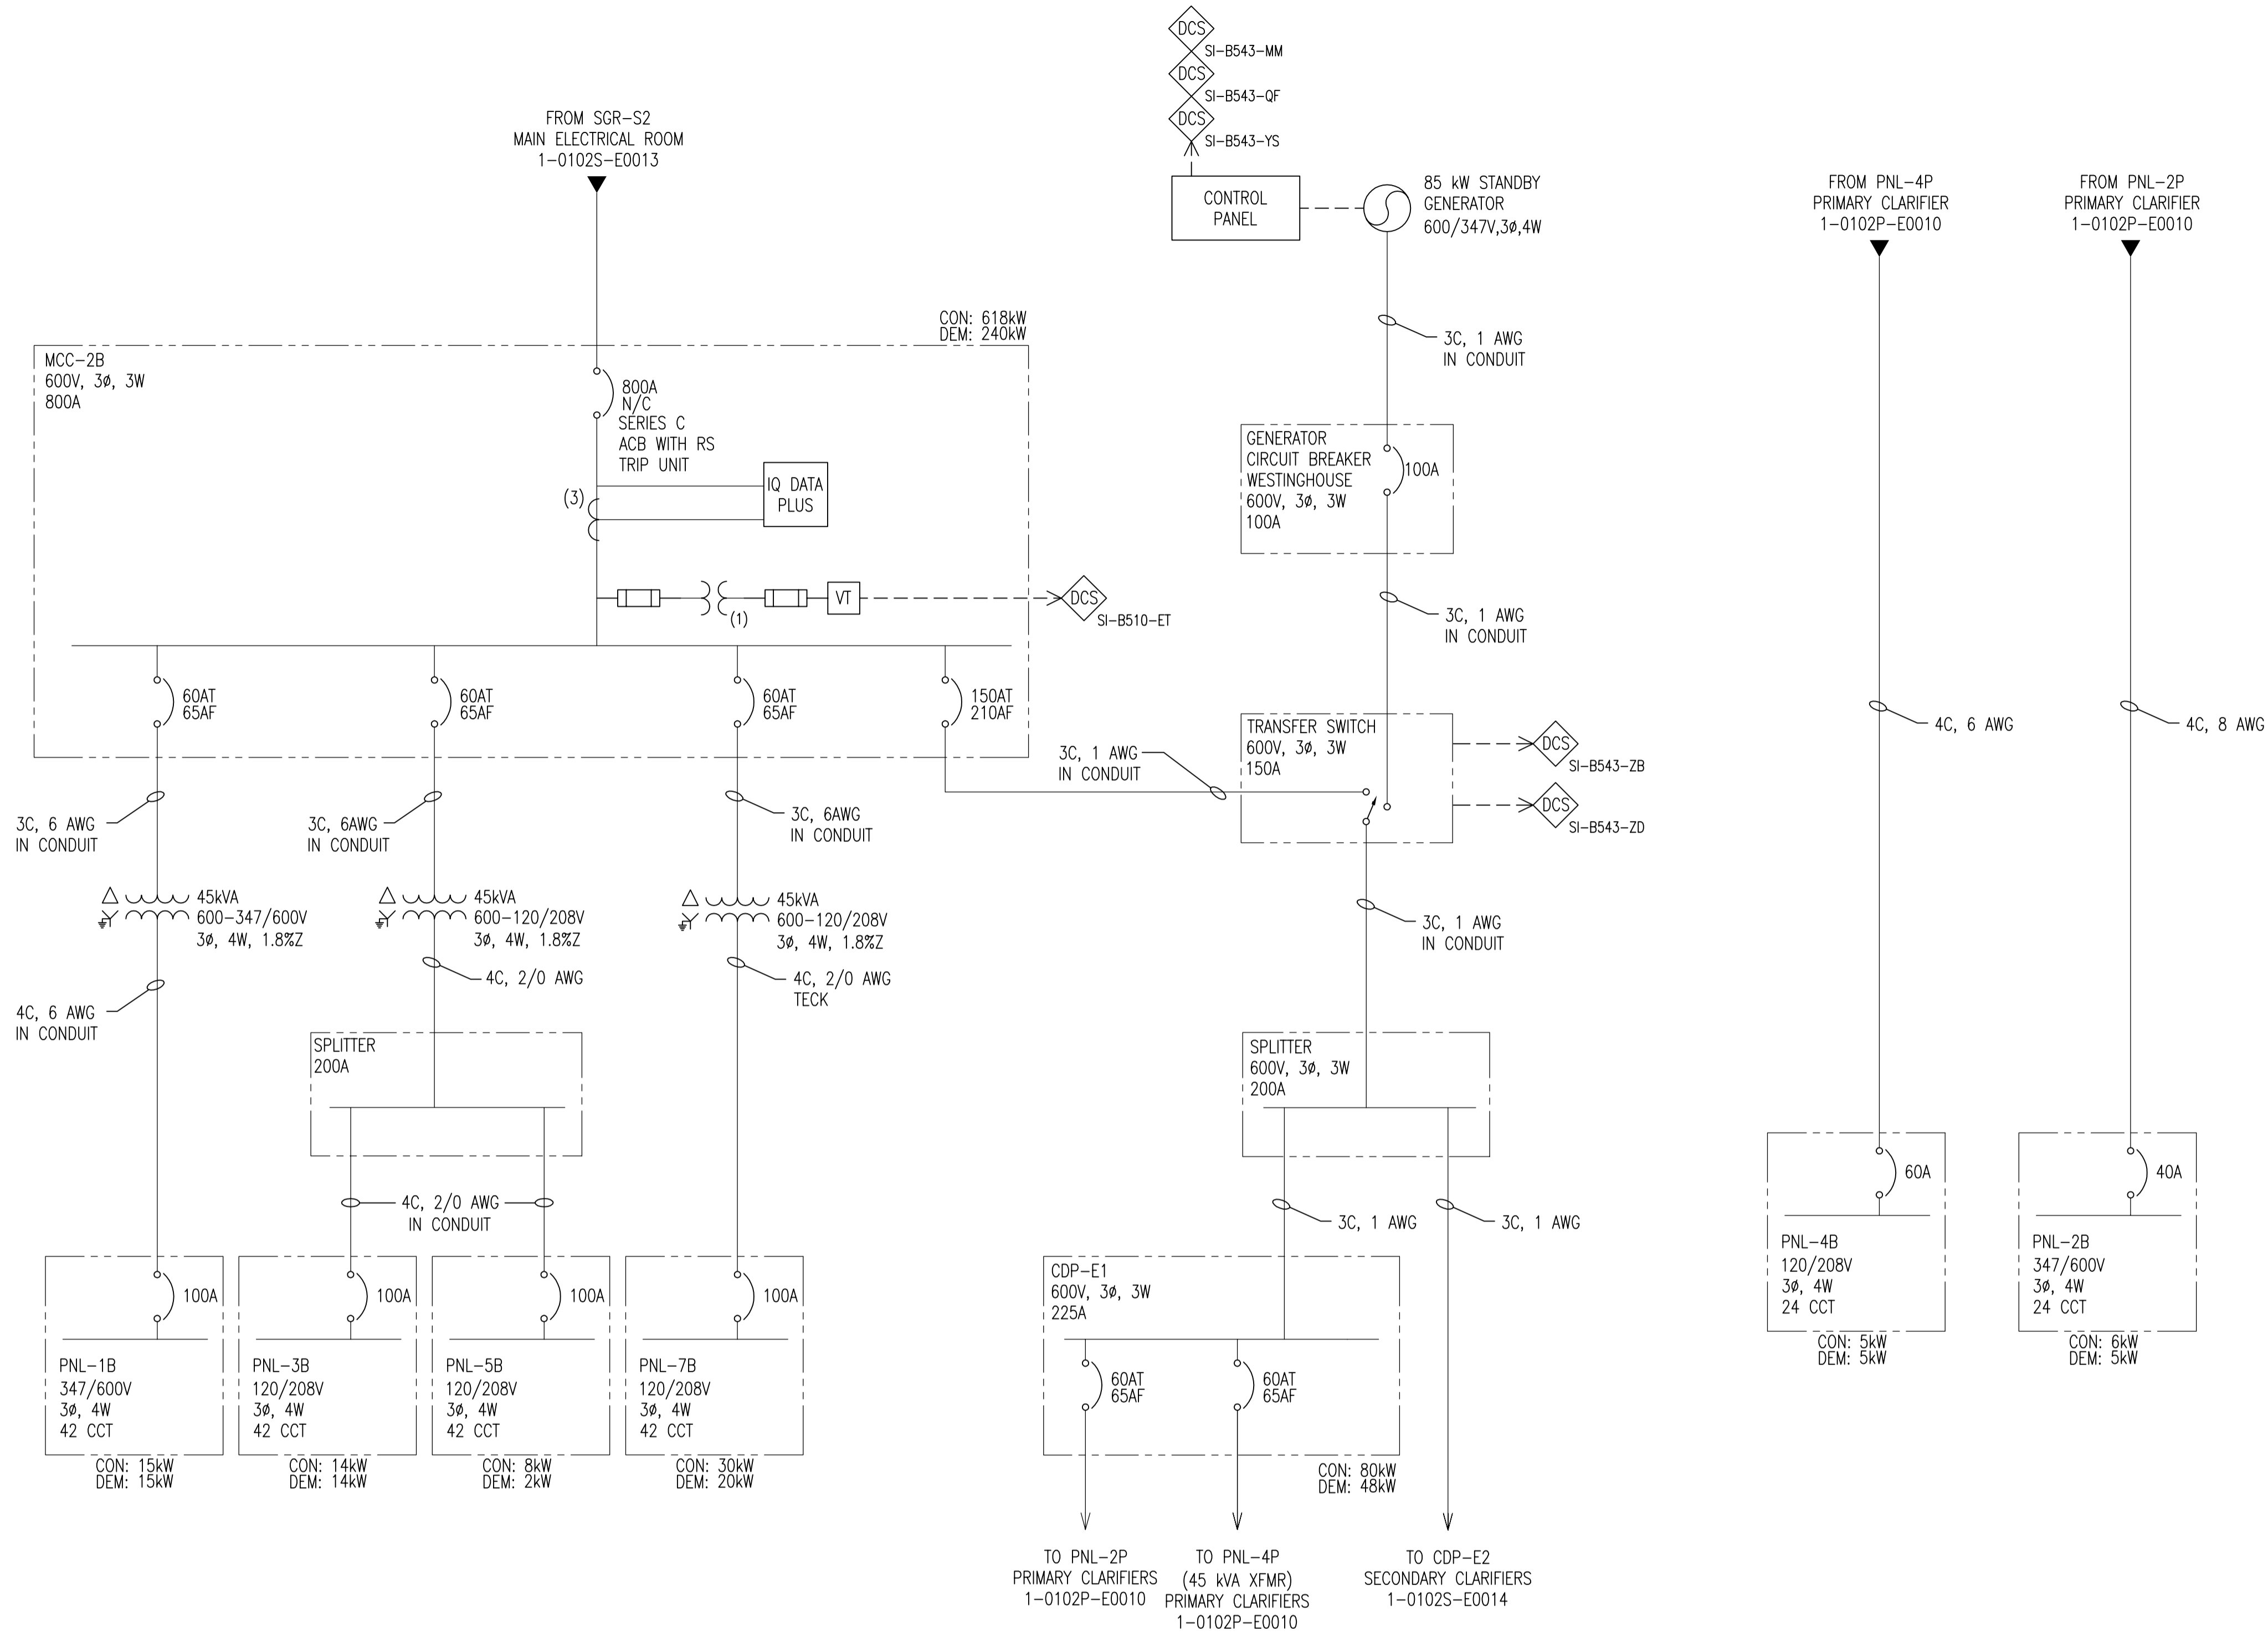 DCS
SI-B543-MM
DCS
SI-B543-QF
DCS
SI-B543-YS
FROM SGR-S2
MAIN ELECTRICAL ROOM
1-0102S-E0013
CONTROL
PANEL
85 kW STANDBY
GENERATOR
600/347V,3ø,4W
FROM PNL-4P
PRIMARY CLARIFIER
1-0102P-E0010
FROM PNL-2P
PRIMARY CLARIFIER
1-0102P-E0010
CON: 618kW
DEM: 240kW
MCC-2B
600V, 3ø, 3W
800A
800A
N/C
SERIES C
ACB WITH RS
TRIP UNIT
(3)
IQ DATA
PLUS
(1)
VT
DCS
SI-B510-ET
3C, 1 AWG
IN CONDUIT
GENERATOR
CIRCUIT BREAKER
WESTINGHOUSE
600V, 3ø, 3W
100A
100A
3C, 1 AWG
IN CONDUIT
60AT
65AF
60AT
65AF
60AT
65AF
150AT
210AF
3C, 1 AWG
IN CONDUIT
TRANSFER SWITCH
600V, 3ø, 3W
150A
DCS
SI-B543-ZB
DCS
SI-B543-ZD
4C, 6 AWG
4C, 8 AWG
3C, 6 AWG
IN CONDUIT
3C, 6AWG
IN CONDUIT
3C, 6AWG
IN CONDUIT
45kVA
600-347/600V
3ø, 4W, 1.8%Z
45kVA
600-120/208V
3ø, 4W, 1.8%Z
45kVA
600-120/208V
3ø, 4W, 1.8%Z
3C, 1 AWG
IN CONDUIT
4C, 6 AWG
IN CONDUIT
4C, 2/0 AWG
4C, 2/0 AWG
TECK
SPLITTER
200A
SPLITTER
600V, 3ø, 3W
200A
4C, 2/0 AWG
IN CONDUIT
3C, 1 AWG
3C, 1 AWG
100A
PNL-1B
347/600V
3ø, 4W
42 CCT
CON: 15kW
DEM: 15kW
100A
PNL-3B
120/208V
3ø, 4W
42 CCT
CON: 14kW
DEM: 14kW
100A
PNL-5B
120/208V
3ø, 4W
42 CCT
CON: 8kW
DEM: 2kW
100A
PNL-7B
120/208V
3ø, 4W
42 CCT
CON: 30kW
DEM: 20kW
CDP-E1
600V, 3ø, 3W
225A
60AT
65AF
60AT
65AF
CON: 80kW
DEM: 48kW
60A
PNL-4B
120/208V
3ø, 4W
24 CCT
CON: 5kW
DEM: 5kW
40A
PNL-2B
347/600V
3ø, 4W
24 CCT
CON: 6kW
DEM: 5kW
TO PNL-2P
PRIMARY CLARIFIERS
1-0102P-E0010
TO PNL-4P
(45 kVA XFMR)
PRIMARY CLARIFIERS
1-0102P-E0010
TO CDP-E2
SECONDARY CLARIFIERS
1-0102S-E0014